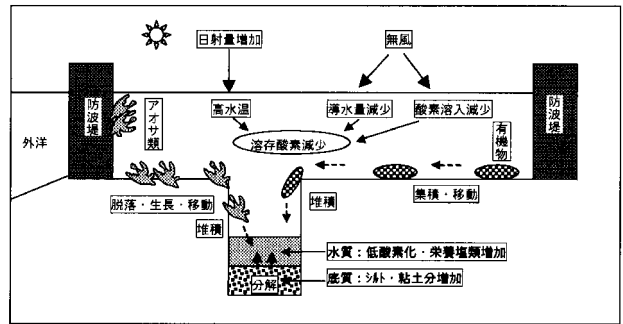 日射量増加
無風
防波堤
アオサ類
高水温
導水量減少
酸素溶入減少
防波堤
外洋
溶存酸素減少
有機物
脱落・生長・移動
堆積
堆積
集積・移動
水質:低酸素化・栄養塩類増加
分解
底質:シルト・粘土分増加